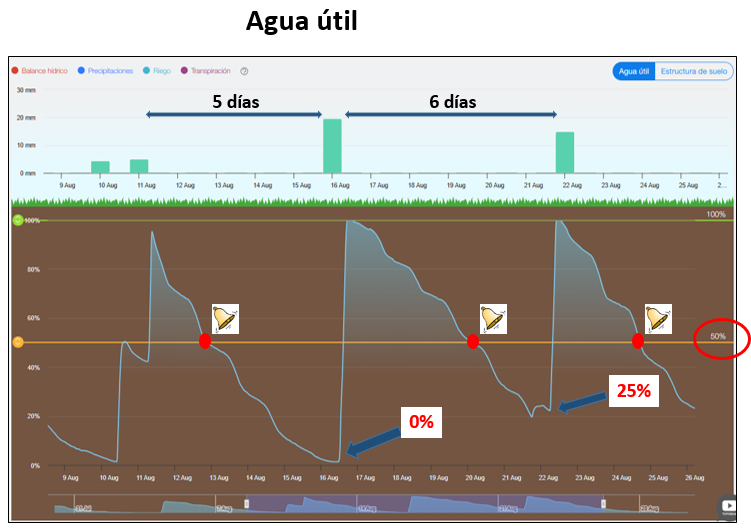 Agua útil
Balance hídrico Precipitaciones Riego Transpiración ? Agua útil Estructura de suelo
30 mm
5 días 6 días
20 mm
10 mm
0 mm
9 Aug 10 Aug 11 Aug 12 Aug 13 Aug 14 Aug 15 Aug 16 Aug 17 Aug 18 Aug 19 Aug 20 Aug 21 Aug 22 Aug 23 Aug 24 Aug 25 Aug 2...
100% 100%
80%
60%
50%
40%
25%
0%
20%
0%
9 Aug 10 Aug 11 Aug 12 Aug 13 Aug 14 Aug 15 Aug 16 Aug 17 Aug 18 Aug 19 Aug 20 Aug 21 Aug 22 Aug 23 Aug 24 Aug 25 Aug 26 Aug